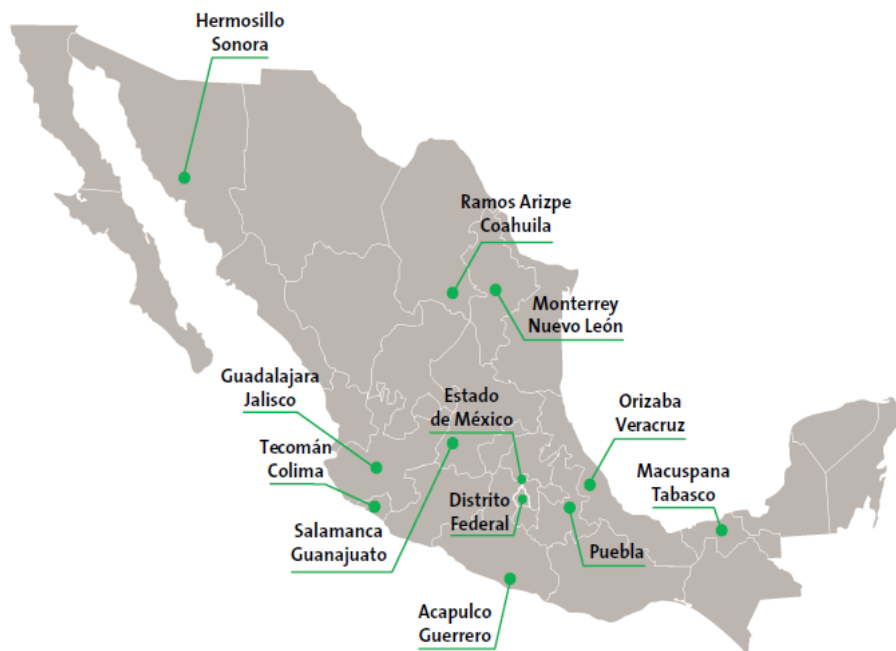 Hermosillo
Sonora
Ramos Arizpe
Coahuila
Monterrey
Nuevo León
Guadalajara
Jalisco
Estado
de México
Orizaba
Veracruz
Tecomán
Colima
Macuspana
Tabasco
Distrito
Federal
Salamanca
Guanajuato
Puebla
Acapulco
Guerrero